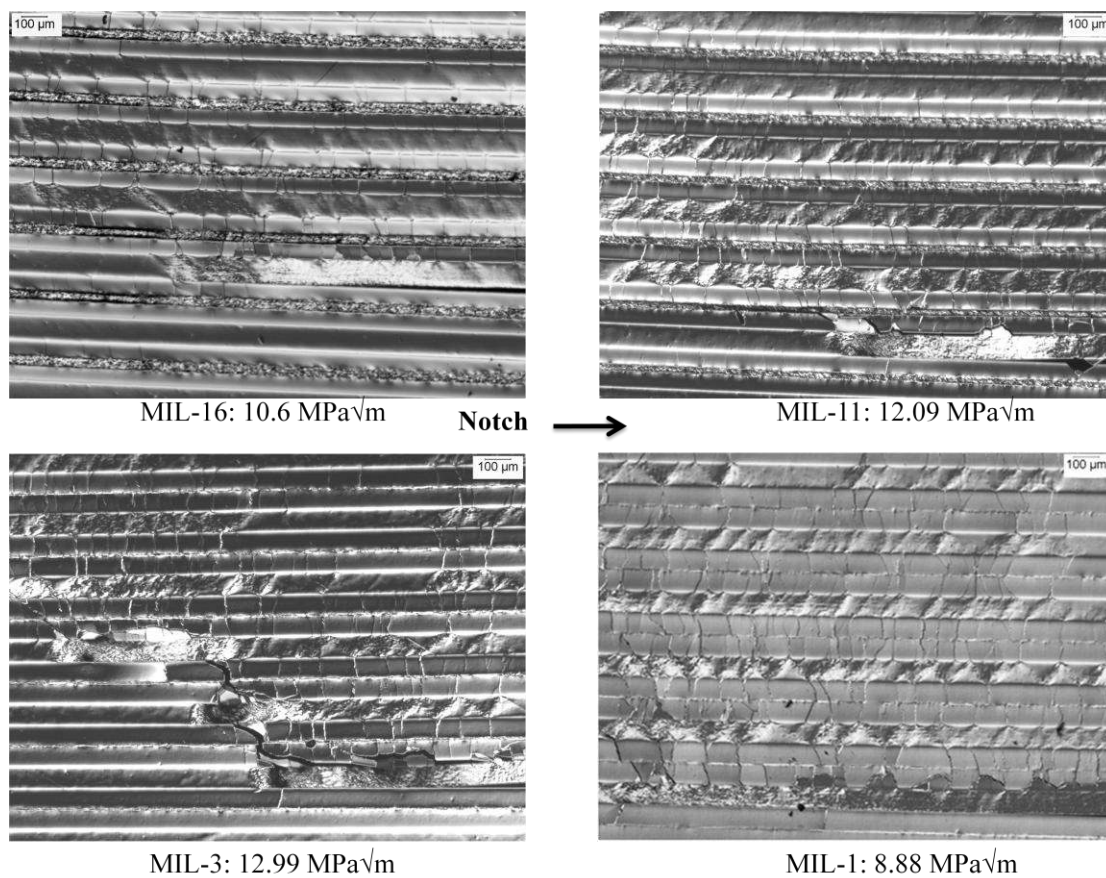 100 µm
100 µm
MIL-16: 10.6 MPa√m
MIL-11: 12.09 MPa√m
Notch
100 µm
100 µm
MIL-3: 12.99 MPa√m
MIL-1: 8.88 MPa√m